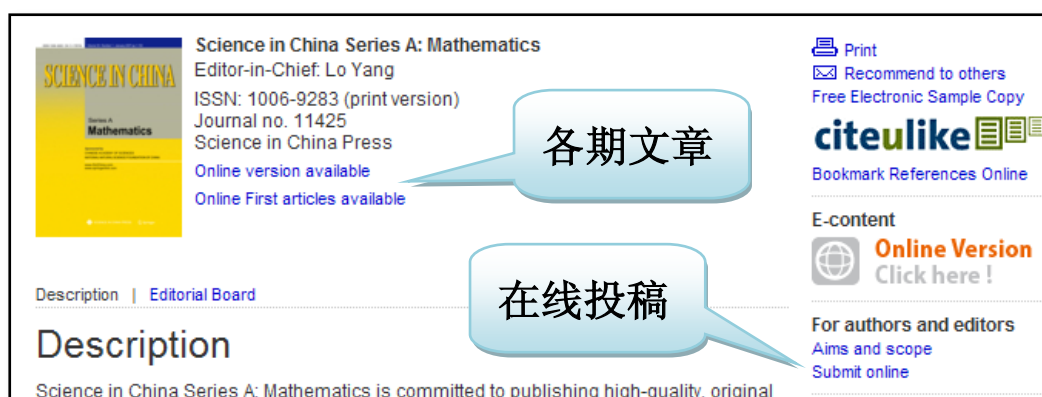 SCIENCE IN CHINA
Series A
Mathematics
Science in China Series A: Mathematics
Editor-in-Chief: Lo Yang
ISSN: 1006-9283 (print version)
Journal no. 11425
Science in China Press
Online version available
Online First articles available
各期文章
Print
Recommend to others
Free Electronic Sample Copy
citeulike
Bookmark References Online
E-content
Online Version
Click here !
在线投稿
For authors and editors
Aims and scope
Submit online
Description | Editorial Board
Description
Science in China Series A: Mathematics is committed to publishing high-quality, original